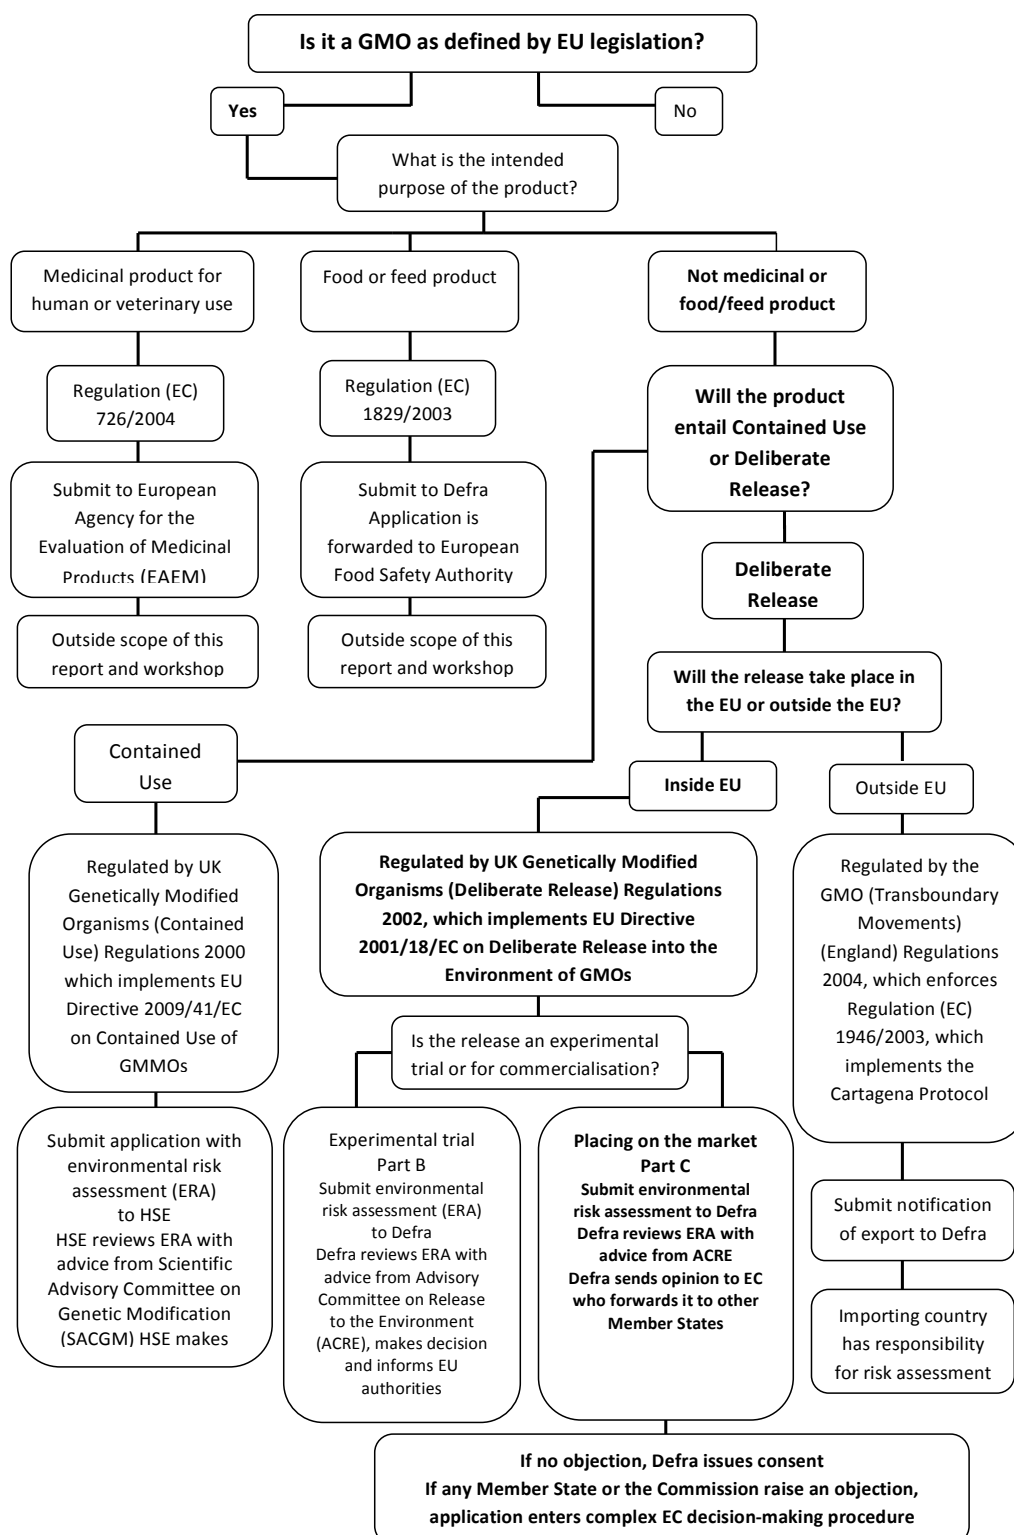 Is it a GMO as defined by EU legislation?
Yes
No
What is the intended
purpose of the product?
Medicinal product for
human or veterinary use
Food or feed product
Not medicinal or
food/feed product
Regulation (EC)
726/2004
Regulation (EC)
1829/2003
Will the product
entail Contained Use
or Deliberate
Release?
Submit to European
Agency for the
Evaluation of Medicinal
Products (EAEM)
Submit to Defra
Application is
forwarded to European
Food Safety Authority
Deliberate
Release
Outside scope of this
report and workshop
Outside scope of this
report and workshop
Will the release take place in
the EU or outside the EU?
Contained
Use
Inside EU
Outside EU
Regulated by UK
Genetically Modified
Organisms (Contained
Use) Regulations 2000
which implements EU
Directive 2009/41/EC
on Contained Use of
GMMOs
Regulated by UK Genetically Modified
Organisms (Deliberate Release) Regulations
2002, which implements EU Directive
2001/18/EC on Deliberate Release into the
Environment of GMOs
Regulated by the
GMO (Transboundary
Movements)
(England) Regulations
2004, which enforces
Regulation (EC)
1946/2003, which
implements the
Cartagena Protocol
Is the release an experimental
trial or for commercialisation?
Submit application with
environmental risk
assessment (ERA)
to HSE
HSE reviews ERA with
advice from Scientific
Advisory Committee on
Genetic Modification
(SACGM) HSE makes
Experimental trial
Part B
Submit environmental
risk assessment (ERA)
to Defra
Defra reviews ERA with
advice from Advisory
Committee on Release
to the Environment
(ACRE), makes decision
and informs EU
authorities
Placing on the market
Part C
Submit environmental
risk assessment to Defra
Defra reviews ERA with
advice from ACRE
Defra sends opinion to EC
who forwards it to other
Member States
Submit notification
of export to Defra
Importing country
has responsibility
for risk assessment
If no objection, Defra issues consent
If any Member State or the Commission raise an objection,
application enters complex EC decision-making procedure